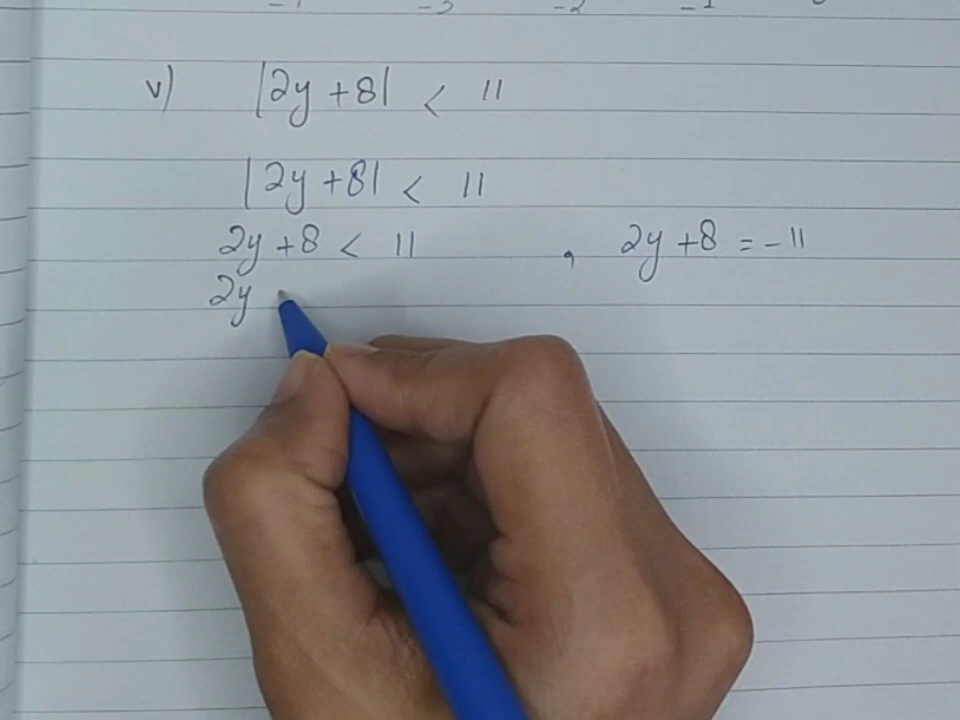 v) |2y + 8| < 11
|2y + 8| < 11
2y + 8 < 11 , 2y + 8 = - 11
2y